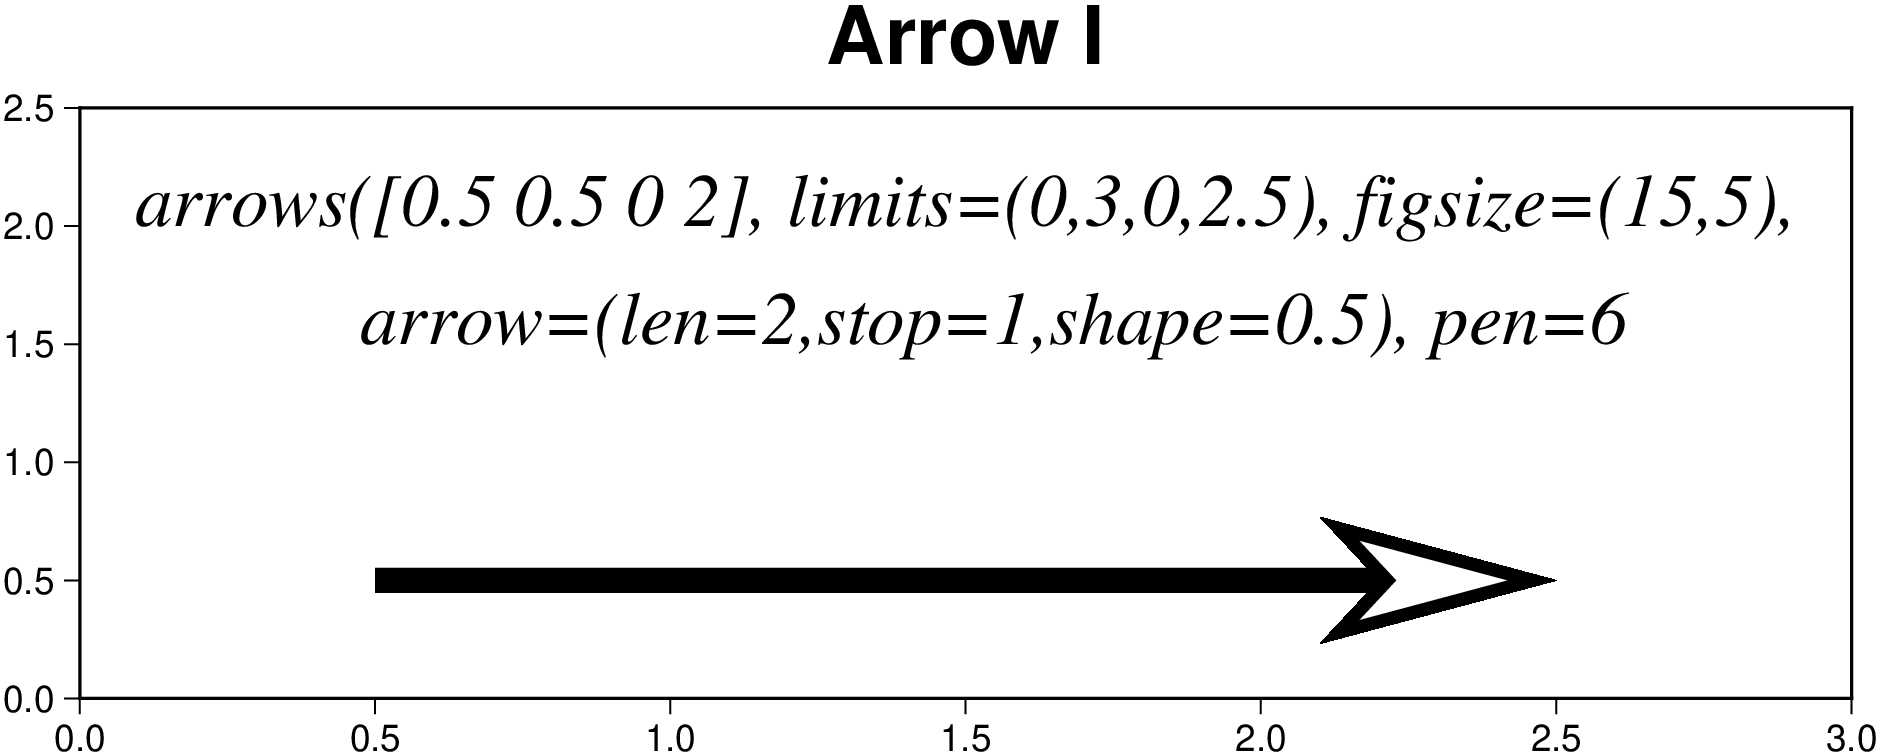 Arrow I
2.5
arrows([0.5 0.5 0 2], limits=(0,3,0,2.5), figsize=(15,5),
2.0
arrow=(len=2,stop=1,shape=0.5), pen=6
1.5
1.0
0.5
0.0
0.0 0.5 1.0 1.5 2.0 2.5 3.0